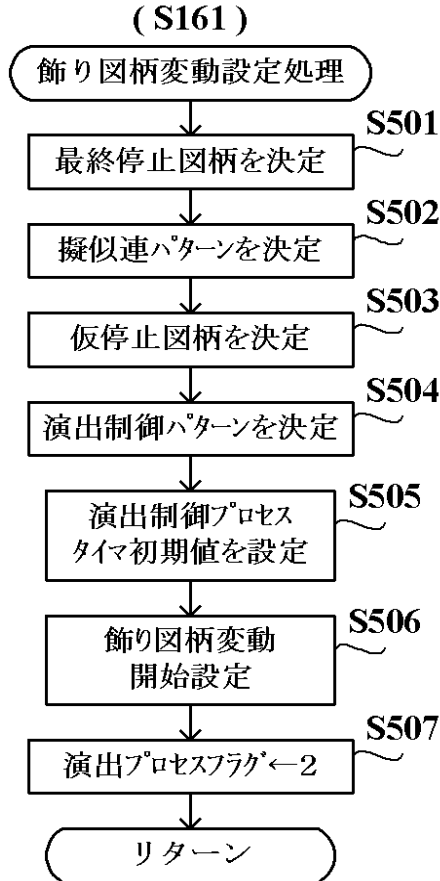 ( S161 )
飾り図柄変動設定処理
S501
最終停止図柄を決定
S502
擬似連パターンを決定
S503
仮停止図柄を決定
S504
演出制御パターンを決定
S505
演出制御プロセス
タイマ初期値を設定
S506
飾り図柄変動
開始設定
S507
演出プロセスフラグ←2
リターン